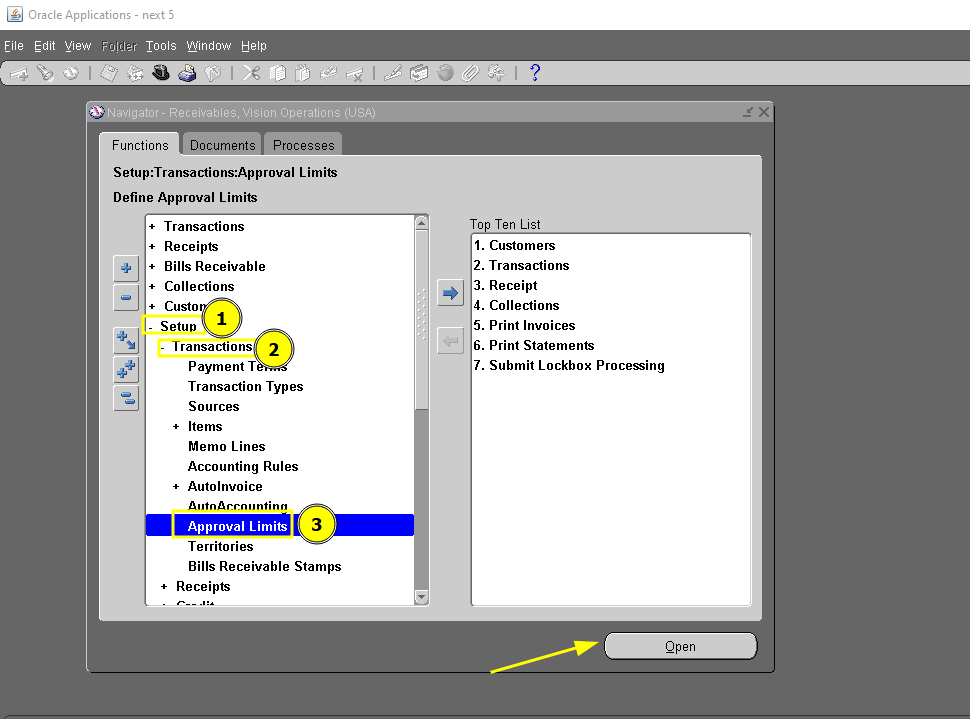 Oracle Applications - next 5
File Edit View Folder Tools Window Help
?
Navigator - Receivables, Vision Operations (USA)
Functions Documents Processes
Setup:Transactions:Approval Limits
Define Approval Limits
+ Transactions
+ Receipts
+ Bills Receivable
+ Collections
+ Custom
- Setup
1
- Transactions
2
Payment Terms
Transaction Types
Sources
+ Items
Memo Lines
Accounting Rules
+ AutoInvoice
AutoAccounting
Approval Limits
3
Territories
Bills Receivable Stamps
+ Receipts
+ Credit
Top Ten List
1. Customers
2. Transactions
3. Receipt
4. Collections
5. Print Invoices
6. Print Statements
7. Submit Lockbox Processing
Open